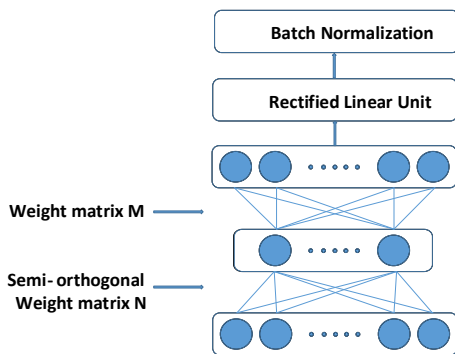 Batch Normalization
Rectified Linear Unit
Weight matrix M
Semi-orthogonal
Weight matrix N